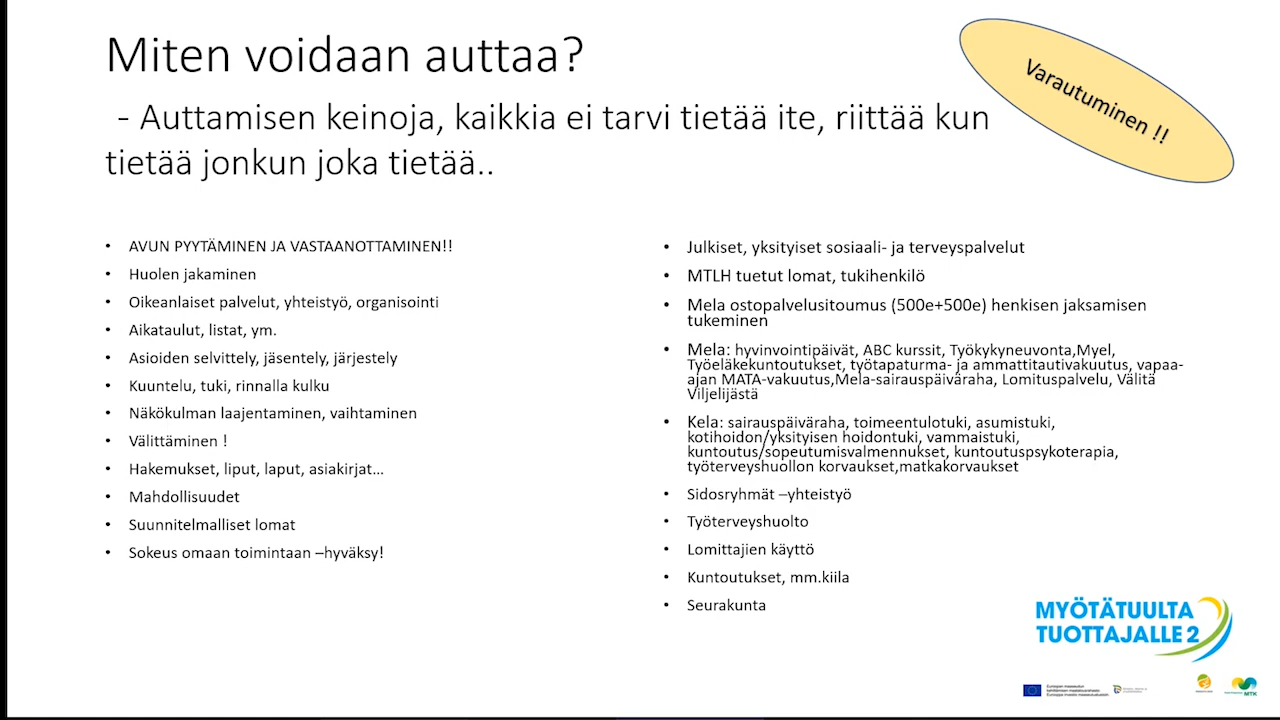 Miten voidaan auttaa?
- Auttamisen keinoja, kaikkia ei tarvi tietää ite, riittää kun
tietää jonkun joka tietää..
Varautuminen !!
• AVUN PYYTÄMINEN JA VASTAANOTTAMINEN!!
• Huolen jakaminen
• Oikeanlaiset palvelut, yhteistyö, organisointi
• Aikataulut, listat, ym.
• Asioiden selvittely, jäsentely, järjestely
• Kuuntelu, tuki, rinnalla kulku
• Näkökulman laajentaminen, vaihtaminen
• Välittäminen !
• Hakemukset, liput, laput, asiakirjat…
• Mahdollisuudet
• Suunnitelmalliset lomat
• Sokeus omaan toimintaan –hyväksy!
• Julkiset, yksityiset sosiaali- ja terveyspalvelut
• MTLH tuetut lomat, tukihenkilö
• Mela ostopalvelusitoumus (500e+500e) henkisen jaksamisen
tukeminen
• Mela: hyvinvointipäivät, ABC kurssit, Työkykyneuvonta,Myel,
Työeläkekuntoutukset, työtapaturma- ja ammattitautivakuutus, vapaa-
ajan MATA-vakuutus,Mela-sairauspäiväraha, Lomituspalvelu, Välitä
Viljelijästä
• Kela: sairauspäiväraha, toimeentulotuki, asumistuki,
kotihoidon/yksityisen hoidontuki, vammaistuki,
kuntoutus/sopeutumisvalmennukset, kuntoutuspsykoterapia,
työterveyshuollon korvaukset,matkakorvaukset
• Sidosryhmät –yhteistyö
• Työterveyshuolto
• Lomittajien käyttö
• Kuntoutukset, mm.kiila
• Seurakunta
MYÖTÄTUULTA
TUOTTAJALLE 2
MTK